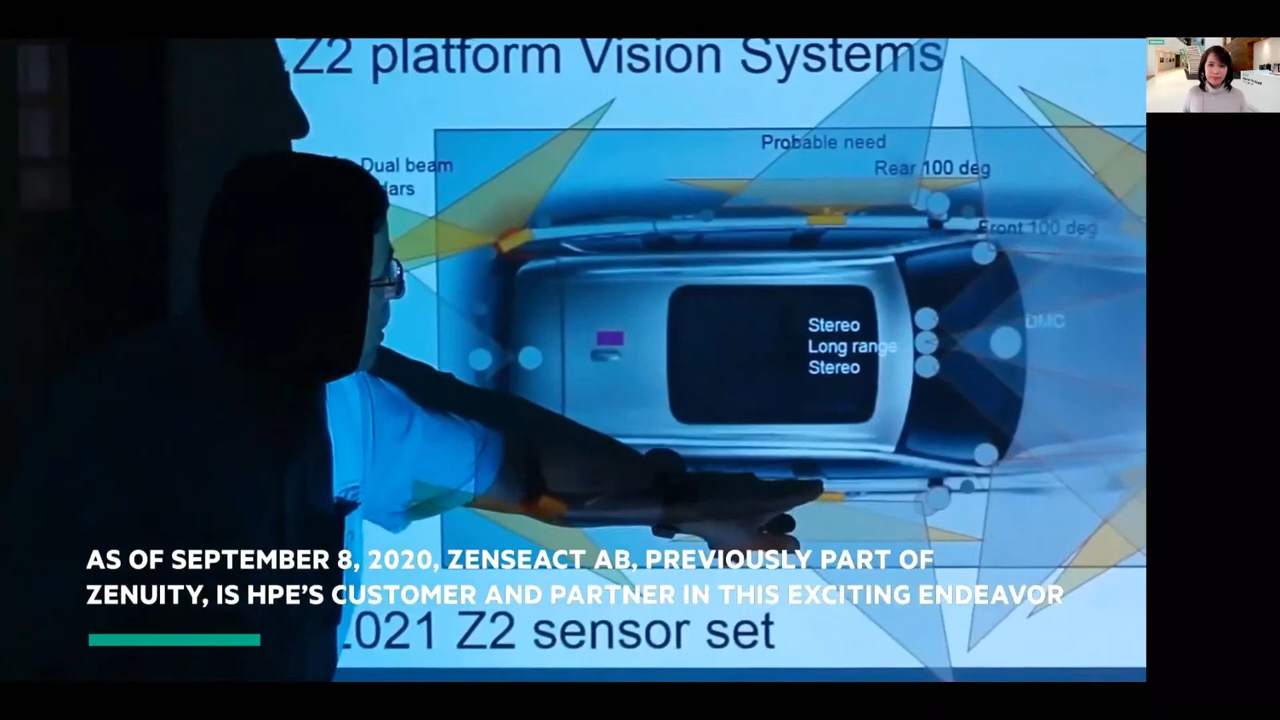 Z2 platform Vision Systems
Probable need
Dual beam
Rear 100 deg
Front 100 deg
Stereo
DMC
Long range
Stereo
AS OF SEPTEMBER 8, 2020, ZENSEACT AB, PREVIOUSLY PART OF
ZENUITY, IS HPE'S CUSTOMER AND PARTNER IN THIS EXCITING ENDEAVOR
Z2 sensor set